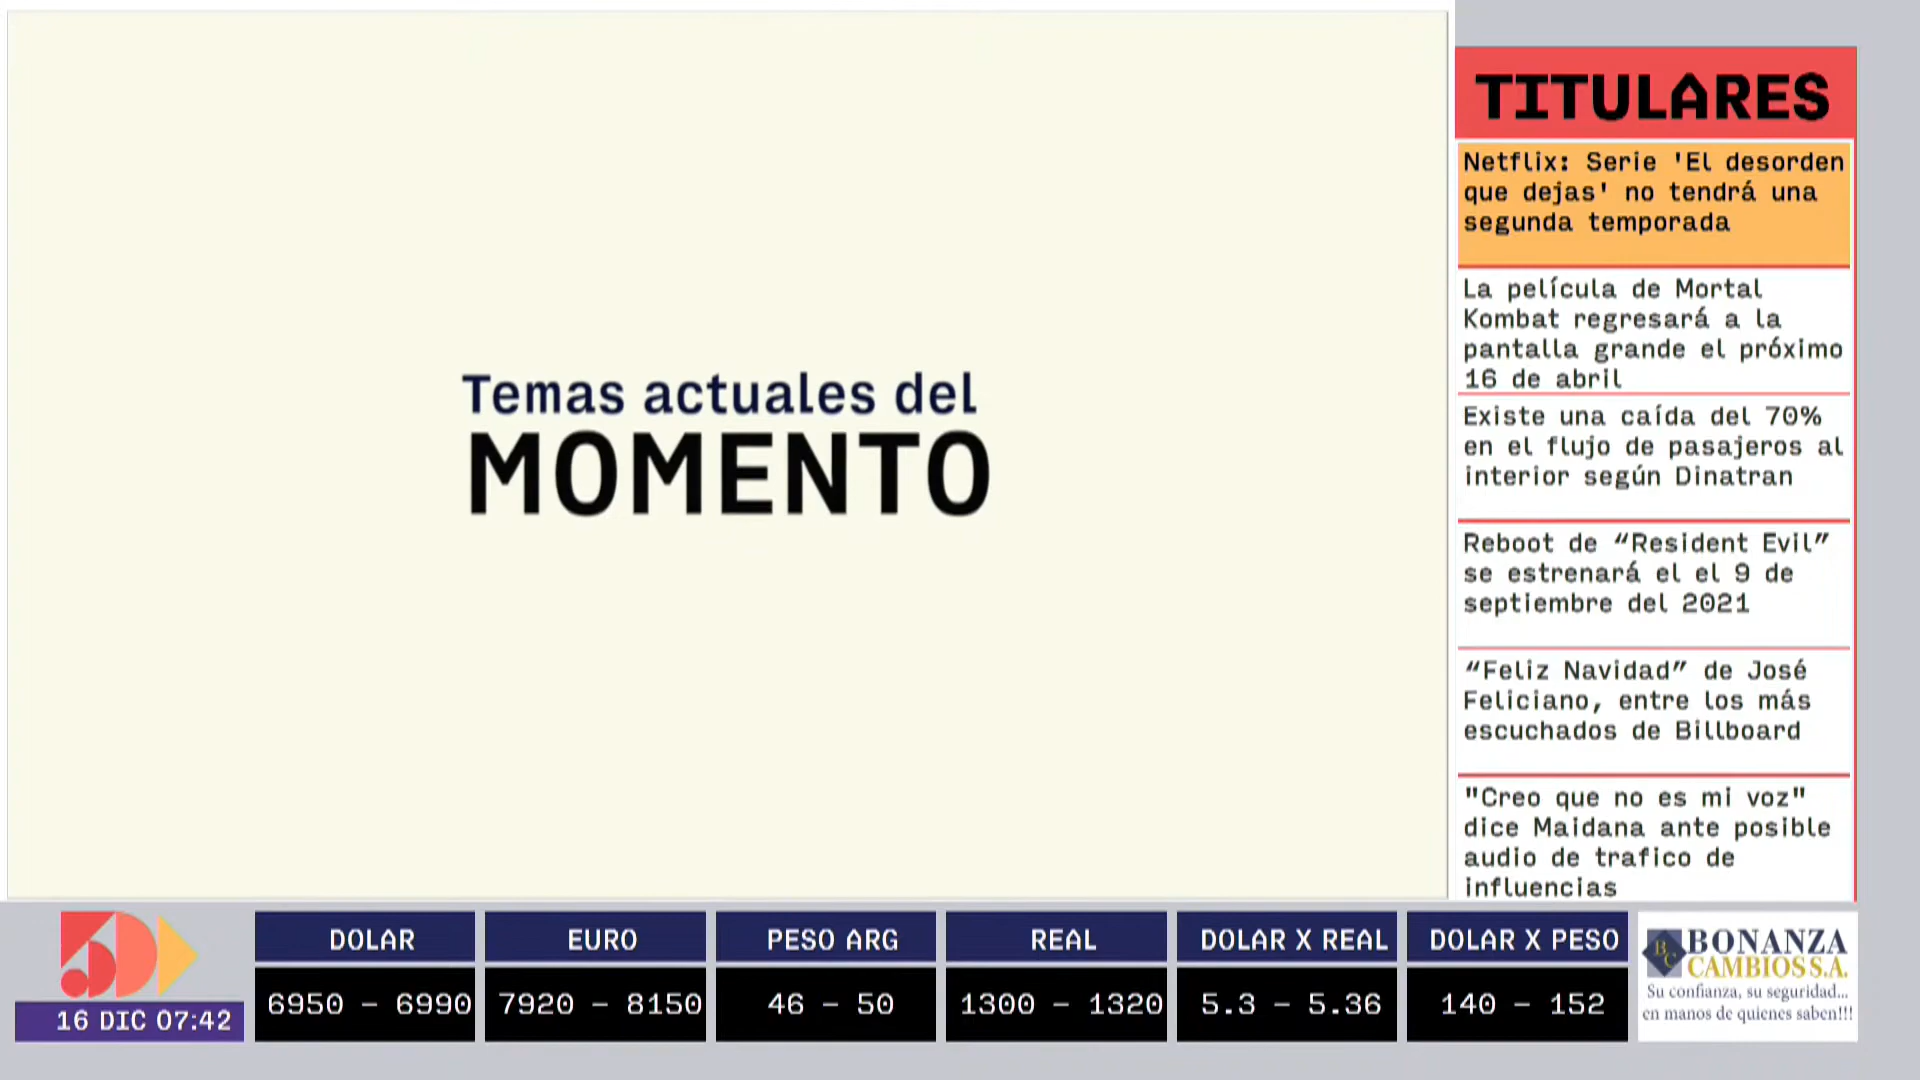 Temas actuales del
MOMENTO
TITULARES
Netflix: Serie 'El desorden
que dejas' no tendrá una
segunda temporada
La película de Mortal
Kombat regresará a la
pantalla grande el próximo
16 de abril
Existe una caída del 70%
en el flujo de pasajeros al
interior según Dinatran
Reboot de “Resident Evil”
se estrenará el el 9 de
septiembre del 2021
“Feliz Navidad” de José
Feliciano, entre los más
escuchados de Billboard
"Creo que no es mi voz"
dice Maidana ante posible
audio de trafico de
influencias
5D
16 DIC 07:42
DOLAR
6950 - 6990
EURO
7920 - 8150
PESO ARG
46 - 50
REAL
1300 - 1320
DOLAR X REAL
5.3 - 5.36
DOLAR X PESO
140 - 152
BC
BONANZA
CAMBIOS S.A.
Su confianza, su seguridad...
en manos de quienes saben!!!